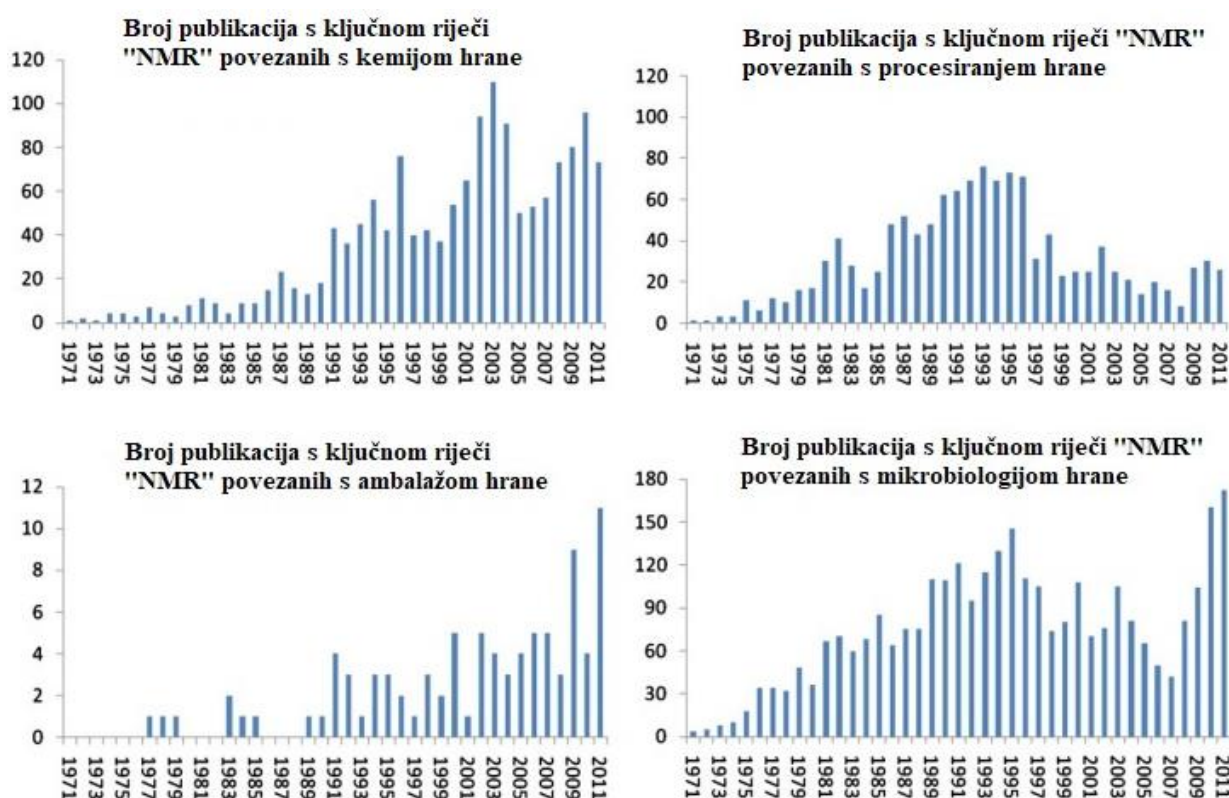 Broj publikacija s ključnom riječi
"NMR" povezanih s kemijom hrane
120
100
80
60
40
20
0
1971 1973 1975 1977 1979 1981 1983 1985 1987 1989 1991 1993 1995 1997 1999 2001 2003 2005 2007 2009 2011
Broj publikacija s ključnom riječi "NMR"
povezanih s procesiranjem hrane
120
100
80
60
40
20
0
1971 1973 1975 1977 1979 1981 1983 1985 1987 1989 1991 1993 1995 1997 1999 2001 2003 2005 2007 2009 2011
Broj publikacija s ključnom riječi
"NMR" povezanih s ambalažom hrane
12
10
8
6
4
2
0
1971 1973 1975 1977 1979 1981 1983 1985 1987 1989 1991 1993 1995 1997 1999 2001 2003 2005 2007 2009 2011
Broj publikacija s ključnom riječi "NMR"
povezanih s mikrobiologijom hrane
180
150
120
90
60
30
0
1971 1973 1975 1977 1979 1981 1983 1985 1987 1989 1991 1993 1995 1997 1999 2001 2003 2005 2007 2009 201